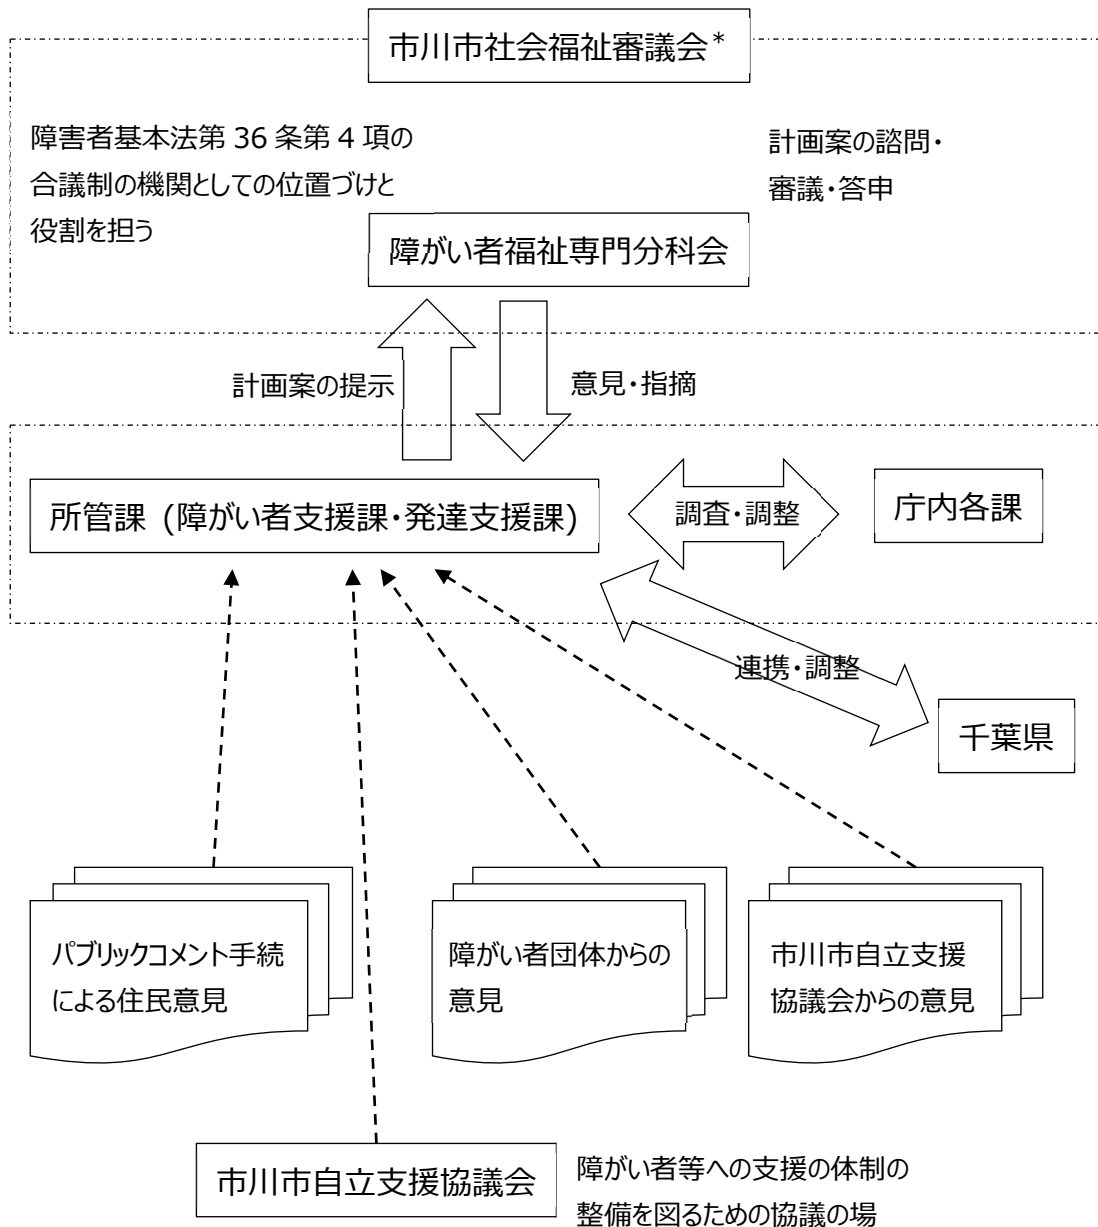 市川市社会福祉審議会*
障害者基本法第 36 条第 4 項の
合議制の機関としての位置づけと
役割を担う
計画案の諮問・
審議・答申
障がい者福祉専門分科会
計画案の提示
意見・指摘
所管課 (障がい者支援課・発達支援課)
調査・調整
庁内各課
連携・調整
千葉県
パブリックコメント手続
による住民意見
障がい者団体からの
意見
市川市自立支援
協議会からの意見
市川市自立支援協議会
障がい者等への支援の体制の
整備を図るための協議の場